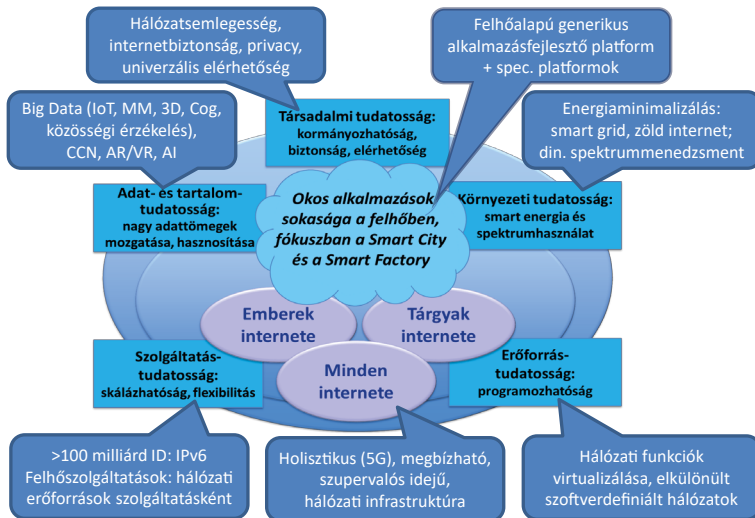 Hálózatsemlegesség,
internetbiztonság, privacy,
univerzális elérhetőség
Felhőalapú generikus
alkalmazásfejlesztő platform
+ spec. platformok
Big Data (IoT, MM, 3D, Cog,
közösségi érzékelés),
CCN, AR/VR, AI
Társadalmi tudatosság:
kormányozhatóság,
biztonság, elérhetőség
Energiaminimalizálás:
smart grid, zöld internet;
din. spektrummenedzsment
Adat- és tartalom-
tudatosság:
nagy adattömegek
mozgatása, hasznosítása
Okos alkalmazások
sokasága a felhőben,
fókuszban a Smart City
és a Smart Factory
Környezeti tudatosság:
smart energia és
spektrumhasználat
Emberek
internete
Tárgyak
internete
Szolgáltatás-
tudatosság:
skálázhatóság, flexibilitás
Minden
internete
Erőforrás-
tudatosság:
programozhatóság
>100 milliárd ID: IPv6
Felhőszolgáltatások: hálózati
erőforrások szolgáltatásként
Holisztikus (5G), megbízható,
szupervalós idejű,
hálózati infrastruktúra
Hálózati funkciók
virtualizálása, elkülönült
szoftverdefiniált hálózatok